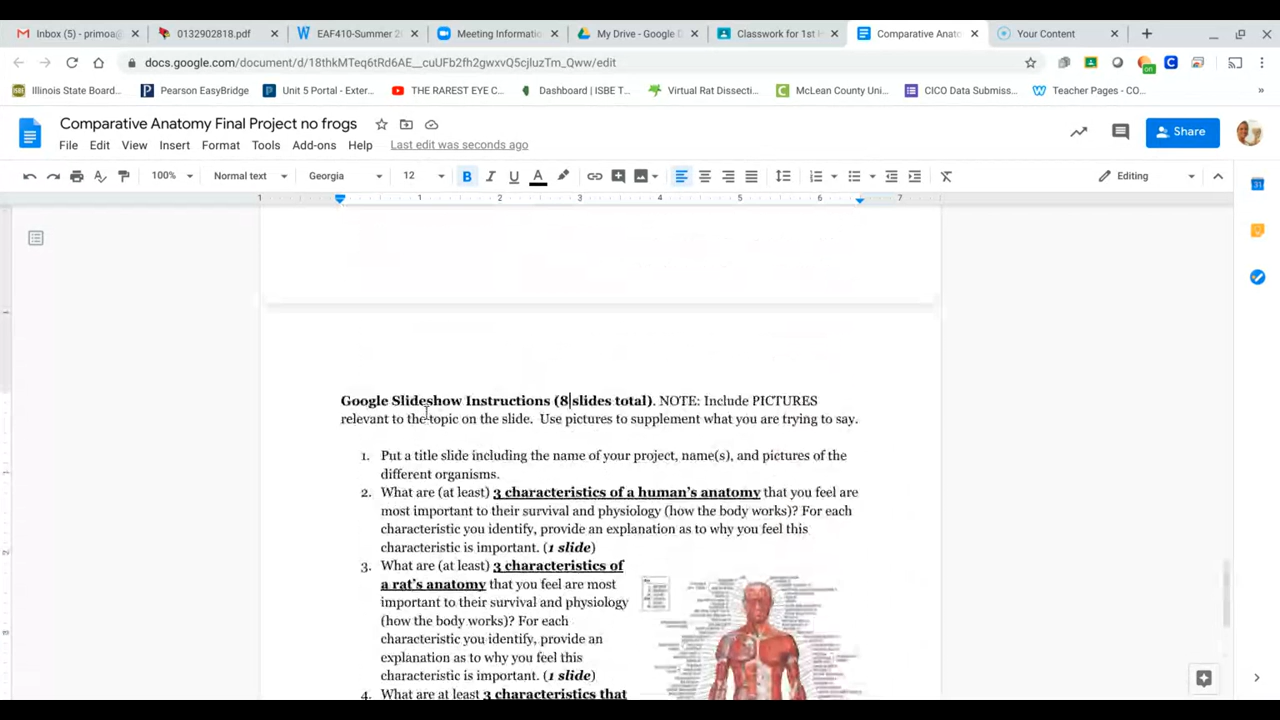 Inbox (5) - primoa@
0132902818.pdf
EAF410-Summer 2
Meeting Informatio
My Drive - Google D
Classwork for 1st H
Comparative Anato
Your Content
docs.google.com/document/d/18thkMTeq6tRd6AE__cuUFb2fh2gwxvQ5cjIuzTm_Qww/edit
Illinois State Board...
Pearson EasyBridge
Unit 5 Portal - Exter...
THE RAREST EYE C...
Dashboard | ISBE T...
Virtual Rat Dissecti...
McLean County Uni...
CICO Data Submiss...
Teacher Pages - CO...
»
Comparative Anatomy Final Project no frogs
File Edit View Insert Format Tools Add-ons Help Last edit was seconds ago
Share
100% Normal text Georgia 12 B I U A Editing
1 1 2 3 4 5 6 7
Google Slideshow Instructions (8 slides total). NOTE: Include PICTURES
relevant to the topic on the slide. Use pictures to supplement what you are trying to say.
1. Put a title slide including the name of your project, name(s), and pictures of the
different organisms.
2. What are (at least) 3 characteristics of a human's anatomy that you feel are
most important to their survival and physiology (how the body works)? For each
characteristic you identify, provide an explanation as to why you feel this
characteristic is important. (1 slide)
3. What are (at least) 3 characteristics of
a rat's anatomy that you feel are most
important to their survival and physiology
(how the body works)? For each
characteristic you identify, provide an
explanation as to why you feel this
characteristic is important. (1 slide)
4. What are at least 3 characteristics that